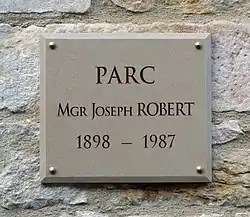 PARC
Mgr Joseph ROBERT
1898 – 1987